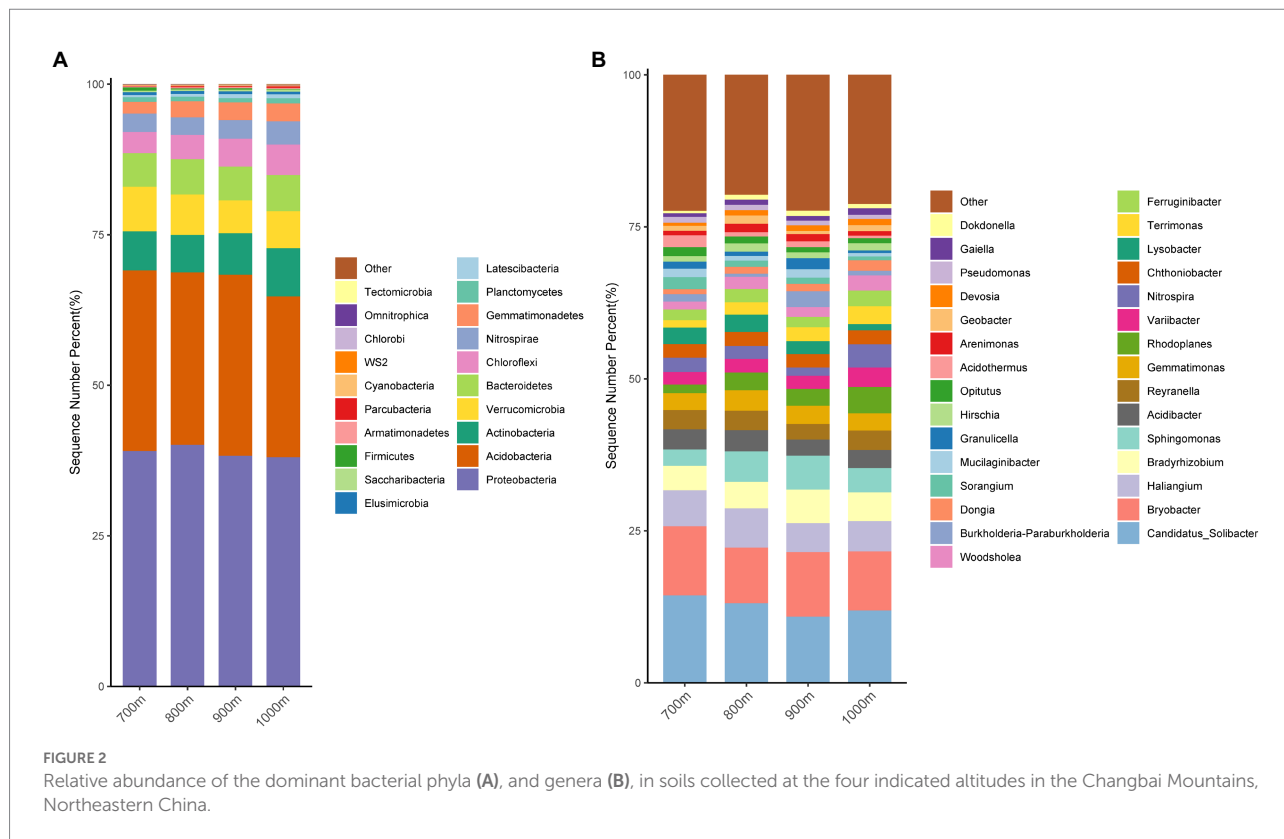 A
100
75
50
25
0
Sequence Number Percent(%)
700m
800m
900m
1000m
Other
Tectomicrobia
Omnitrophica
Chlorobi
WS2
Cyanobacteria
Parcubacteria
Armatimonadetes
Firmicutes
Saccharibacteria
Elusimicrobia
Latescibacteria
Planctomycetes
Gemmatimonadetes
Nitrospirae
Chloroflexi
Bacteroidetes
Verrucomicrobia
Actinobacteria
Acidobacteria
Proteobacteria
B
100
75
50
25
0
Sequence Number Percent(%)
700m
800m
900m
1000m
Other
Dokdonella
Gaiella
Pseudomonas
Devosia
Geobacter
Arenimonas
Acidothermus
Opitutus
Hirschia
Granulicella
Mucilaginibacter
Sorangium
Dongia
Burkholderia-Paraburkholderia
Woodsholea
Ferruginibacter
Terrimonas
Lysobacter
Chthoniobacter
Nitrospira
Variibacter
Rhodoplanes
Gemmatimonas
Reyranella
Acidibacter
Sphingomonas
Bradyrhizobium
Haliangium
Bryobacter
Candidatus_Solibacter
FIGURE 2
Relative abundance of the dominant bacterial phyla (A), and genera (B), in soils collected at the four indicated altitudes in the Changbai Mountains,
Northeastern China.